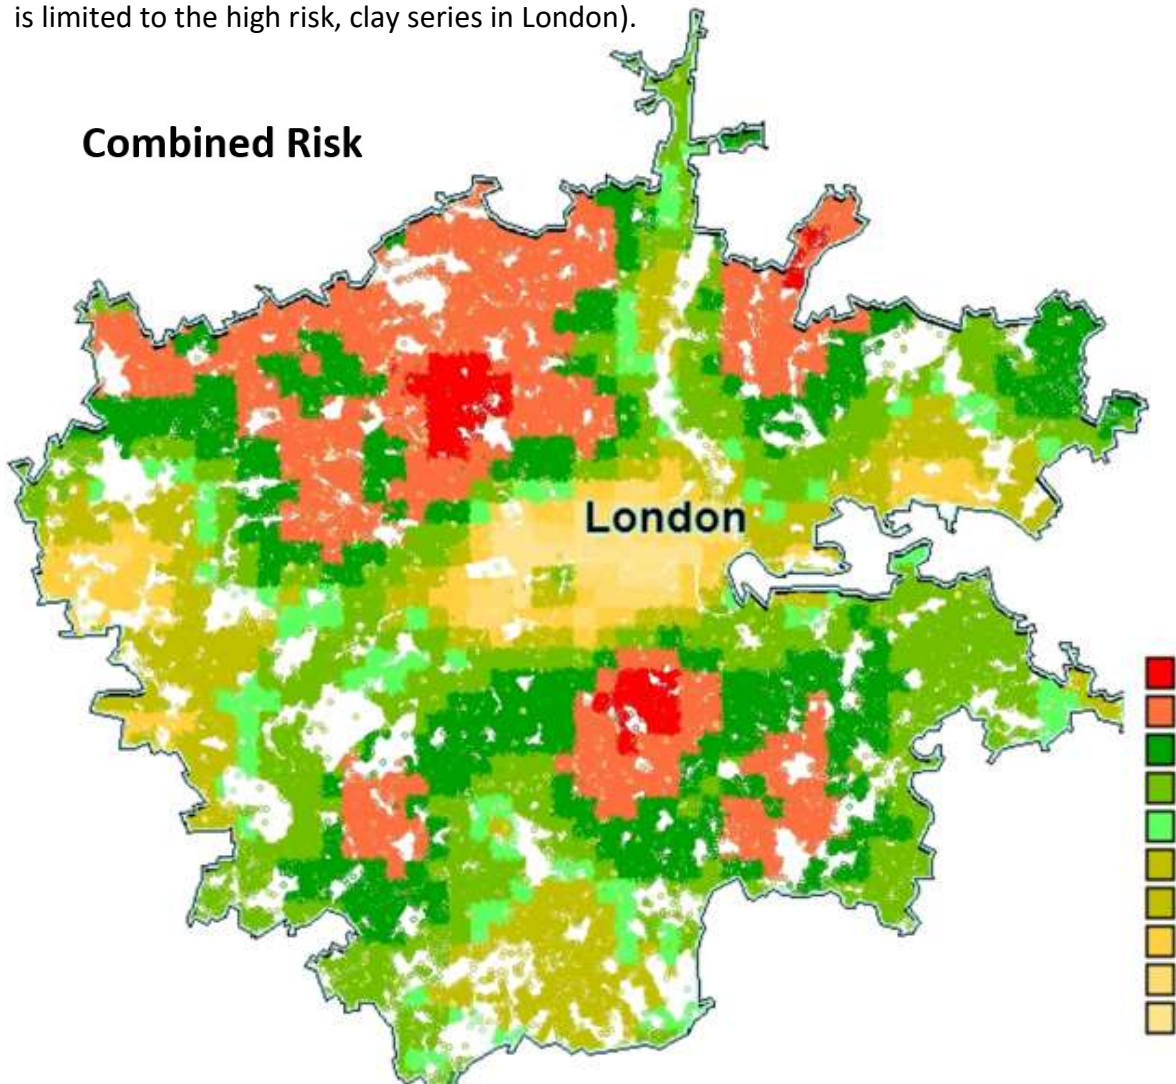 is limited to the high risk, clay series in London).
Combined Risk
London